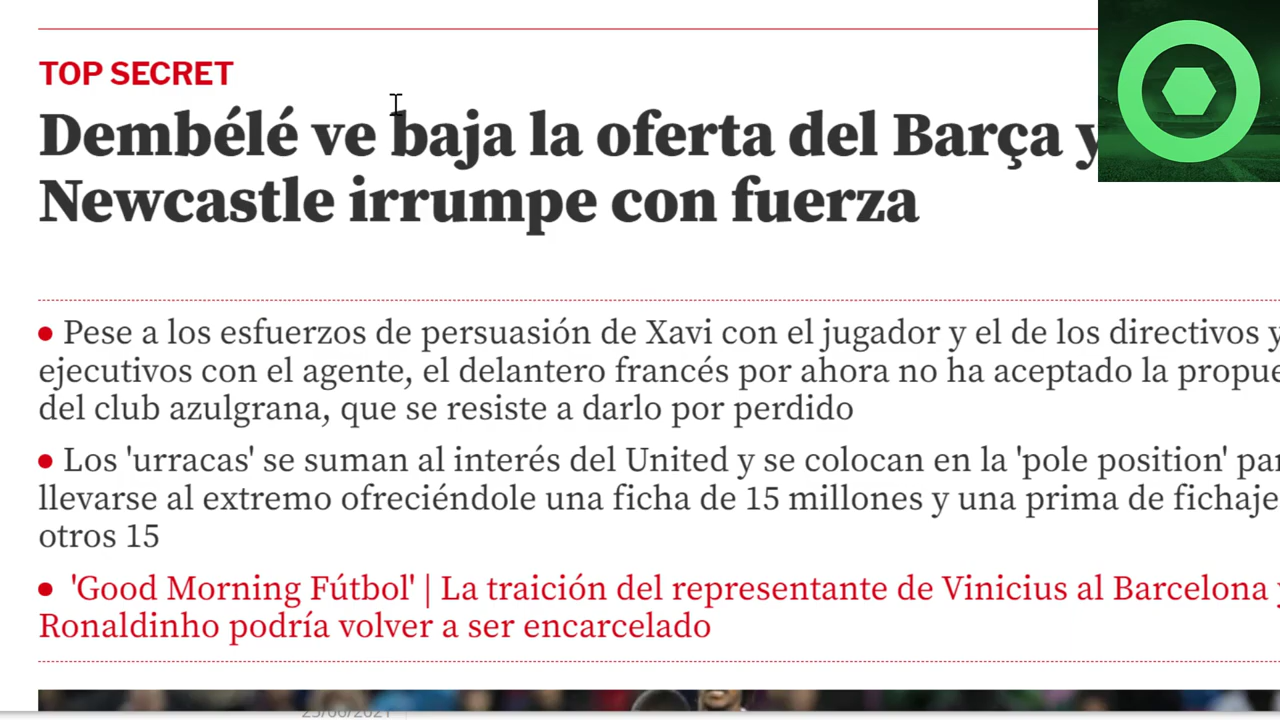 TOP SECRET
Dembélé ve baja la oferta del Barça y
Newcastle irrumpe con fuerza
● Pese a los esfuerzos de persuasión de Xavi con el jugador y el de los directivos y
ejecutivos con el agente, el delantero francés por ahora no ha aceptado la propue
del club azulgrana, que se resiste a darlo por perdido
● Los 'urracas' se suman al interés del United y se colocan en la 'pole position' par
llevarse al extremo ofreciéndole una ficha de 15 millones y una prima de fichaje
otros 15
● 'Good Morning Fútbol' | La traición del representante de Vinicius al Barcelona y
Ronaldinho podría volver a ser encarcelado
25/06/2021